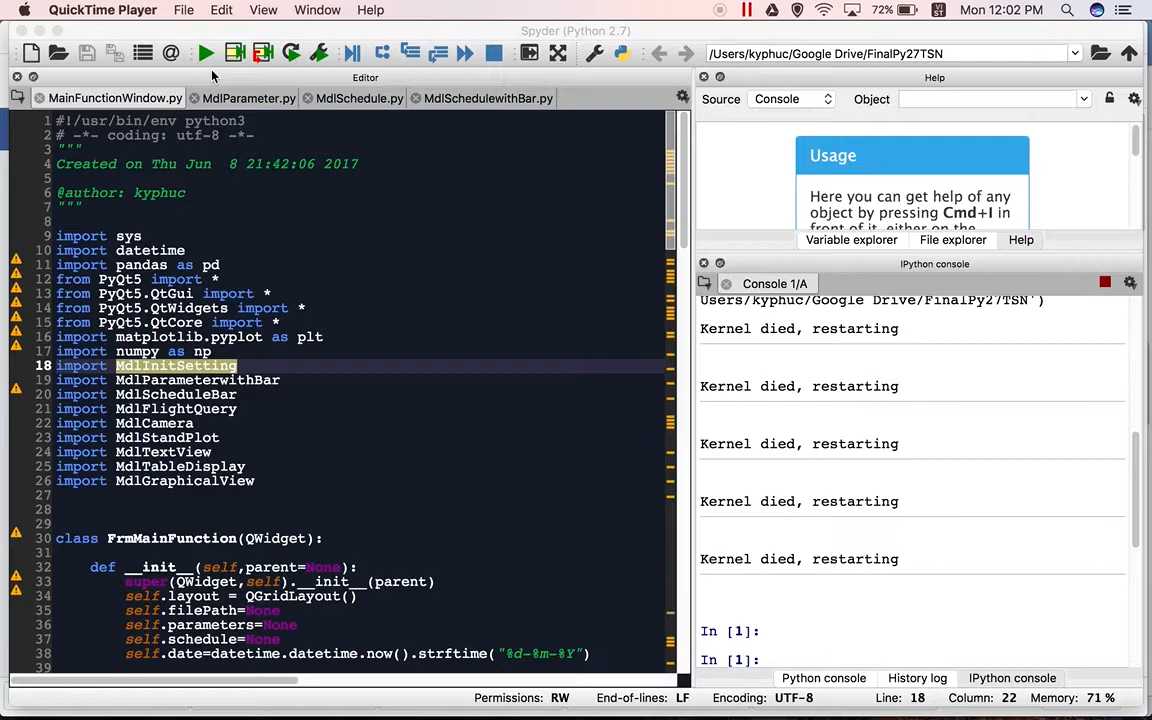 QuickTime Player File Edit View Window Help 72% VI ST Mon 12:02 PM
Spyder (Python 2.7)
/Users/kyphuc/Google Drive/FinalPy27TSN
Editor
Help
MainFunctionWindow.py MdlParameter.py MdlSchedule.py MdlSchedulewithBar.py
Source Console Object
1 #!/usr/bin/env python3
2 # -*- coding: utf-8 -*-
3 """
4 Created on Thu Jun  8 21:42:06 2017
5
6 @author: kyphuc
7 """
8
9 import sys
10 import datetime
11 import pandas as pd
12 from PyQt5 import *
13 from PyQt5.QtGui import *
14 from PyQt5.QtWidgets import *
15 from PyQt5.QtCore import *
16 import matplotlib.pyplot as plt
17 import numpy as np
18 import MdlInitSetting
19 import MdlParameterwithBar
20 import MdlScheduleBar
21 import MdlFlightQuery
22 import MdlCamera
23 import MdlStandPlot
24 import MdlTextView
25 import MdlTableDisplay
26 import MdlGraphicalView
27
28
29
30 class FrmMainFunction(QWidget):
31
32 def __init__(self,parent=None):
33 super(QWidget,self).__init__(parent)
34 self.layout = QGridLayout()
35 self.filePath=None
36 self.parameters=None
37 self.schedule=None
38 self.date=datetime.datetime.now().strftime("%d-%m-%Y")
39
Usage
Here you can get help of any
object by pressing Cmd+I in
front of it, either on the
Variable explorer File explorer Help
IPython console
Console 1/A
Users/kyphuc/Google Drive/FinalPy27TSN')
Kernel died, restarting
Kernel died, restarting
Kernel died, restarting
Kernel died, restarting
Kernel died, restarting
In [1]:
In [1]:
Python console History log IPython console
Permissions: RW End-of-lines: LF Encoding: UTF-8 Line: 18 Column: 22 Memory: 71 %